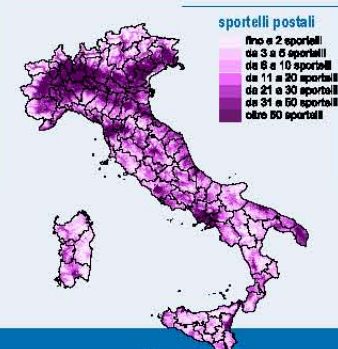 sportelli postali
fino a 2 sportelli
da 3 a 5 sportelli
da 6 a 10 sportelli
da 11 a 20 sportelli
da 21 a 30 sportelli
da 31 a 50 sportelli
oltre 50 sportelli